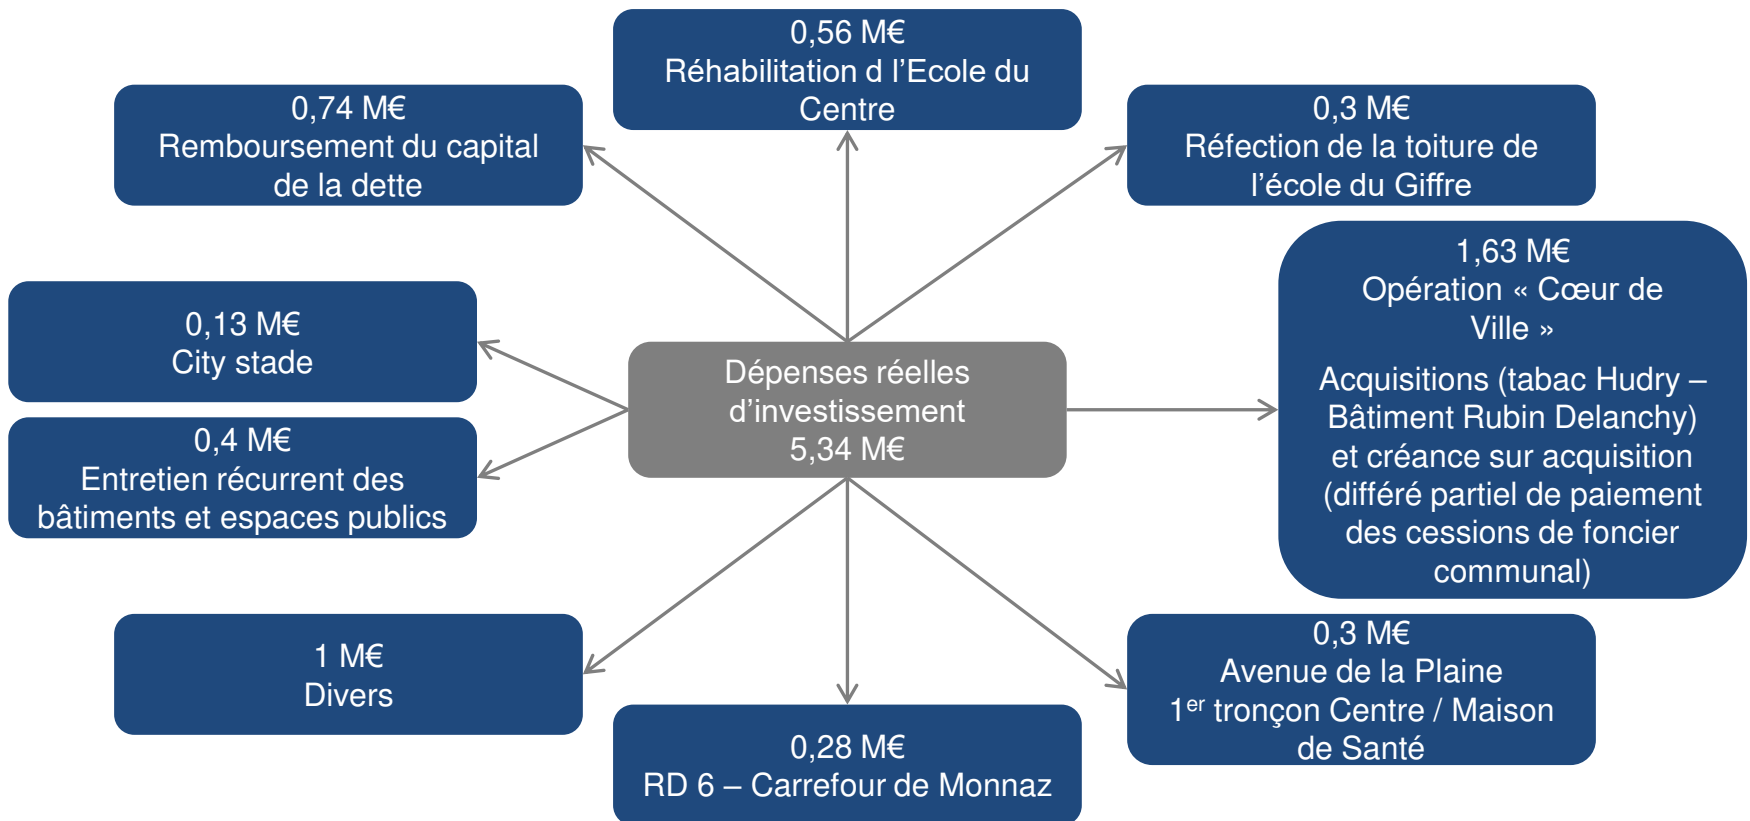 0,56 M€
Réhabilitation d l’Ecole du
Centre
0,74 M€
Remboursement du capital
de la dette
0,3 M€
Réfection de la toiture de
l’école du Giffre
1,63 M€
Opération « Cœur de
Ville »
Acquisitions (tabac Hudry –
Bâtiment Rubin Delanchy)
et créance sur acquisition
(différé partiel de paiement
des cessions de foncier
communal)
0,13 M€
City stade
Dépenses réelles
d’investissement
5,34 M€
0,4 M€
Entretien récurrent des
bâtiments et espaces publics
1 M€
Divers
0,28 M€
RD 6 – Carrefour de Monnaz
0,3 M€
Avenue de la Plaine
1er tronçon Centre / Maison
de Santé